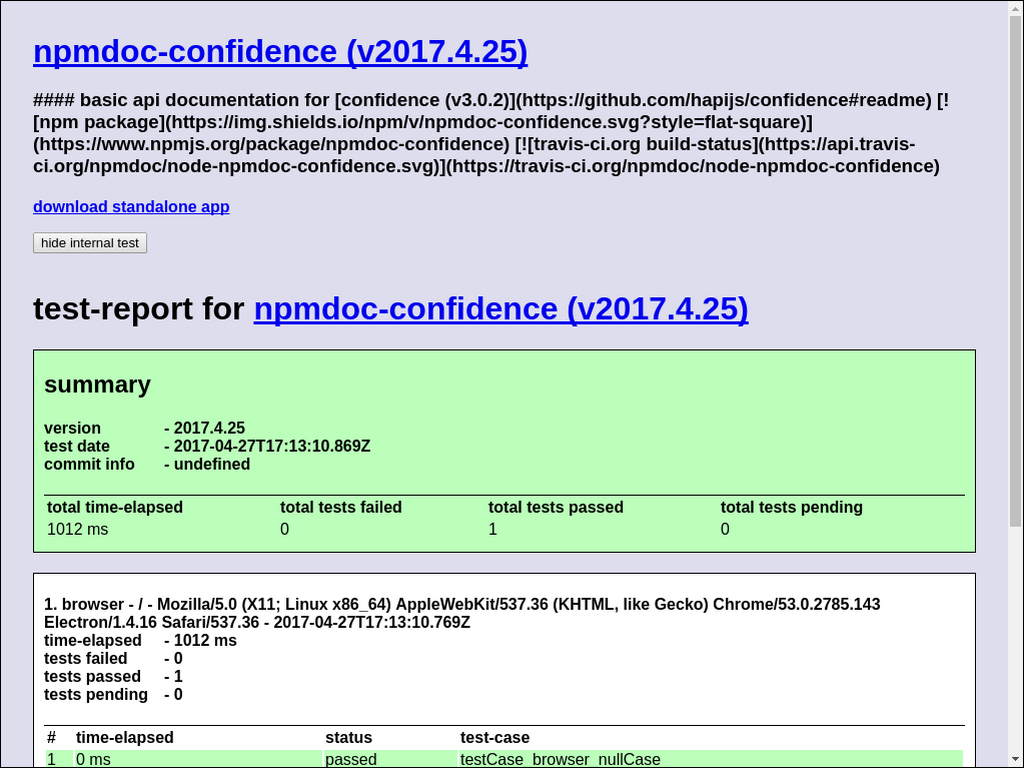 npmdoc-confidence (v2017.4.25)
#### basic api documentation for [confidence (v3.0.2)](https://github.com/hapijs/confidence#readme) [!
[npm package](https://img.shields.io/npm/v/npmdoc-confidence.svg?style=flat-square)]
(https://www.npmjs.org/package/npmdoc-confidence) [![travis-ci.org build-status](https://api.travis-
ci.org/npmdoc/node-npmdoc-confidence.svg)](https://travis-ci.org/npmdoc/node-npmdoc-confidence)
download standalone app
hide internal test
test-report for npmdoc-confidence (v2017.4.25)
summary
version - 2017.4.25
test date - 2017-04-27T17:13:10.869Z
commit info - undefined
total time-elapsed total tests failed total tests passed total tests pending
1012 ms 0 1 0
1. browser - / - Mozilla/5.0 (X11; Linux x86_64) AppleWebKit/537.36 (KHTML, like Gecko) Chrome/53.0.2785.143
Electron/1.4.16 Safari/537.36 - 2017-04-27T17:13:10.769Z
time-elapsed - 1012 ms
tests failed - 0
tests passed - 1
tests pending - 0
# time-elapsed status test-case
1 0 ms passed testCase_browser_nullCase